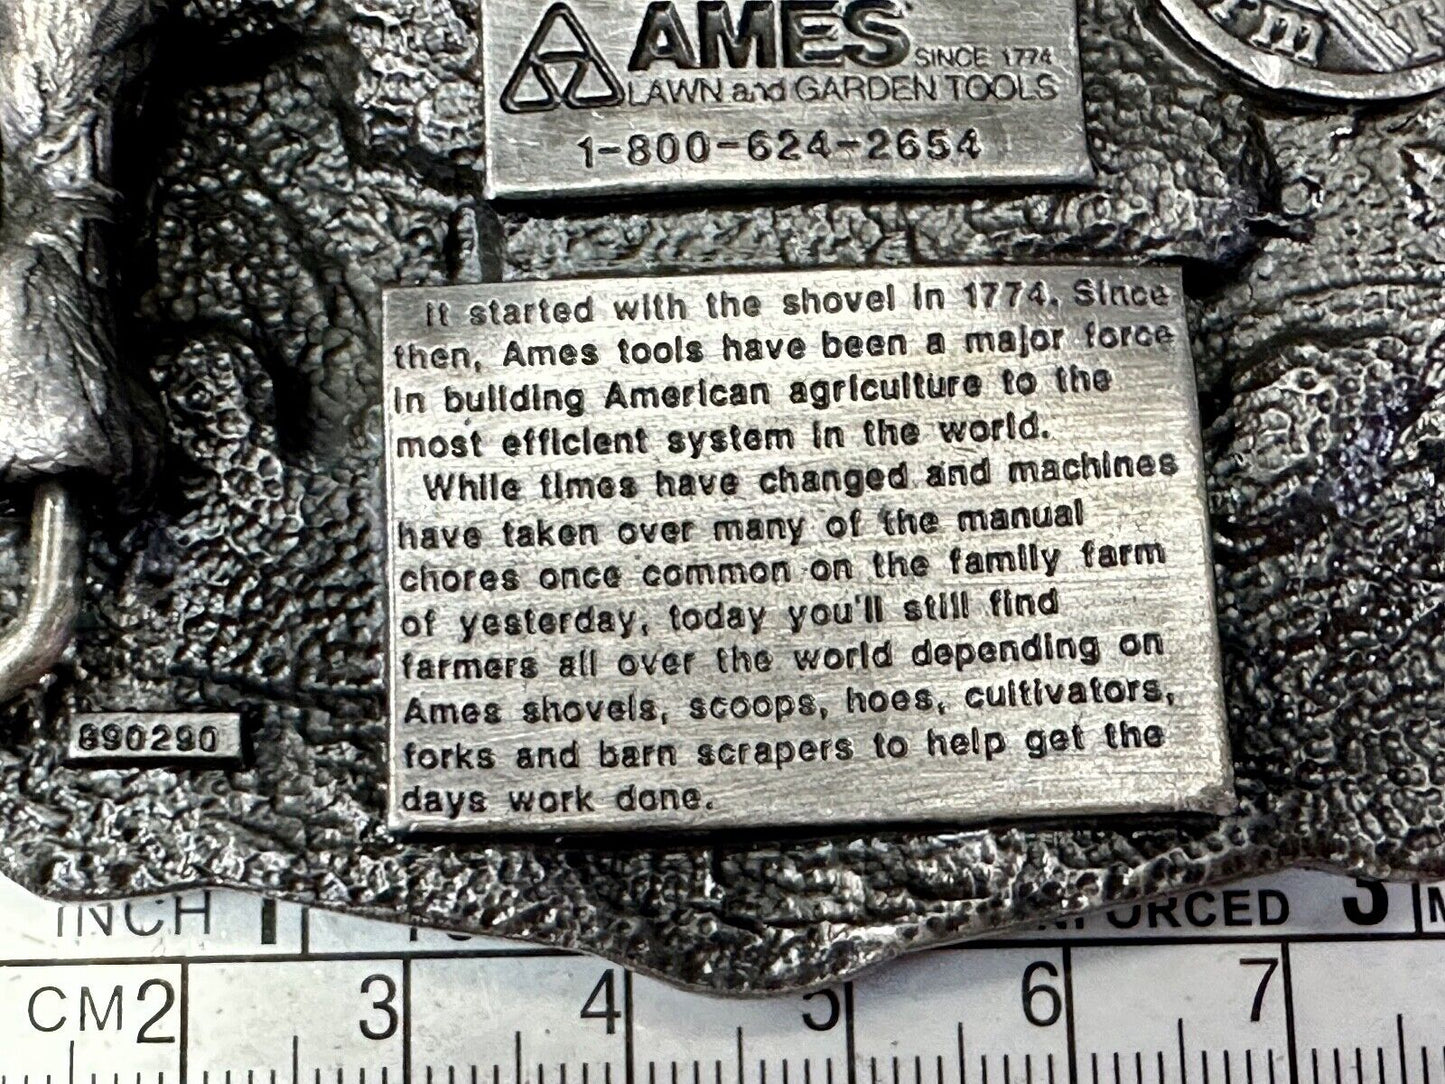 AMES SINCE 1774
LAWN and GARDEN TOOLS
1-800-624-2654
It started with the shovel in 1774. Since
then, Ames tools have been a major force
in building American agriculture to the
most efficient system in the world.
While times have changed and machines
have taken over many of the manual
chores once common on the family farm
of yesterday, today you'll still find
farmers all over the world depending on
Ames shovels, scoops, hoes, cultivators,
forks and barn scrapers to help get the
days work done.
890290
INCH 1 3
CM 2 3 4 5 6 7